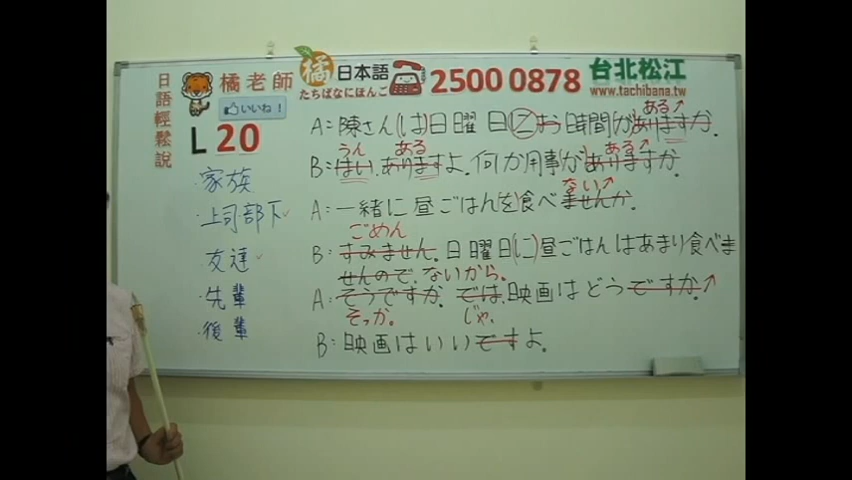 日語輕鬆說
橘老師
いいね!
橘日本語
たちばなにほんご
2500 0878
台北松江
www.tachibana.tw
L20
・家族
・上司部下
友達
・先輩
・後輩
ある↗
A:陳さん(は)日曜日に お時間(が)ありますか。
うん ある ある↗
B:はい、ありますよ。何か用事(が)ありますか。
ない↗
A:一緒に昼ごはん(を)食べませんか。
ごめん
B:すみません。日曜日(に)昼ごはんはあまり食べま
せんので、ないから。
A:そうですか。では、映画はどうですか。↗
そっか。 じゃ、
B:映画はいいですよ。